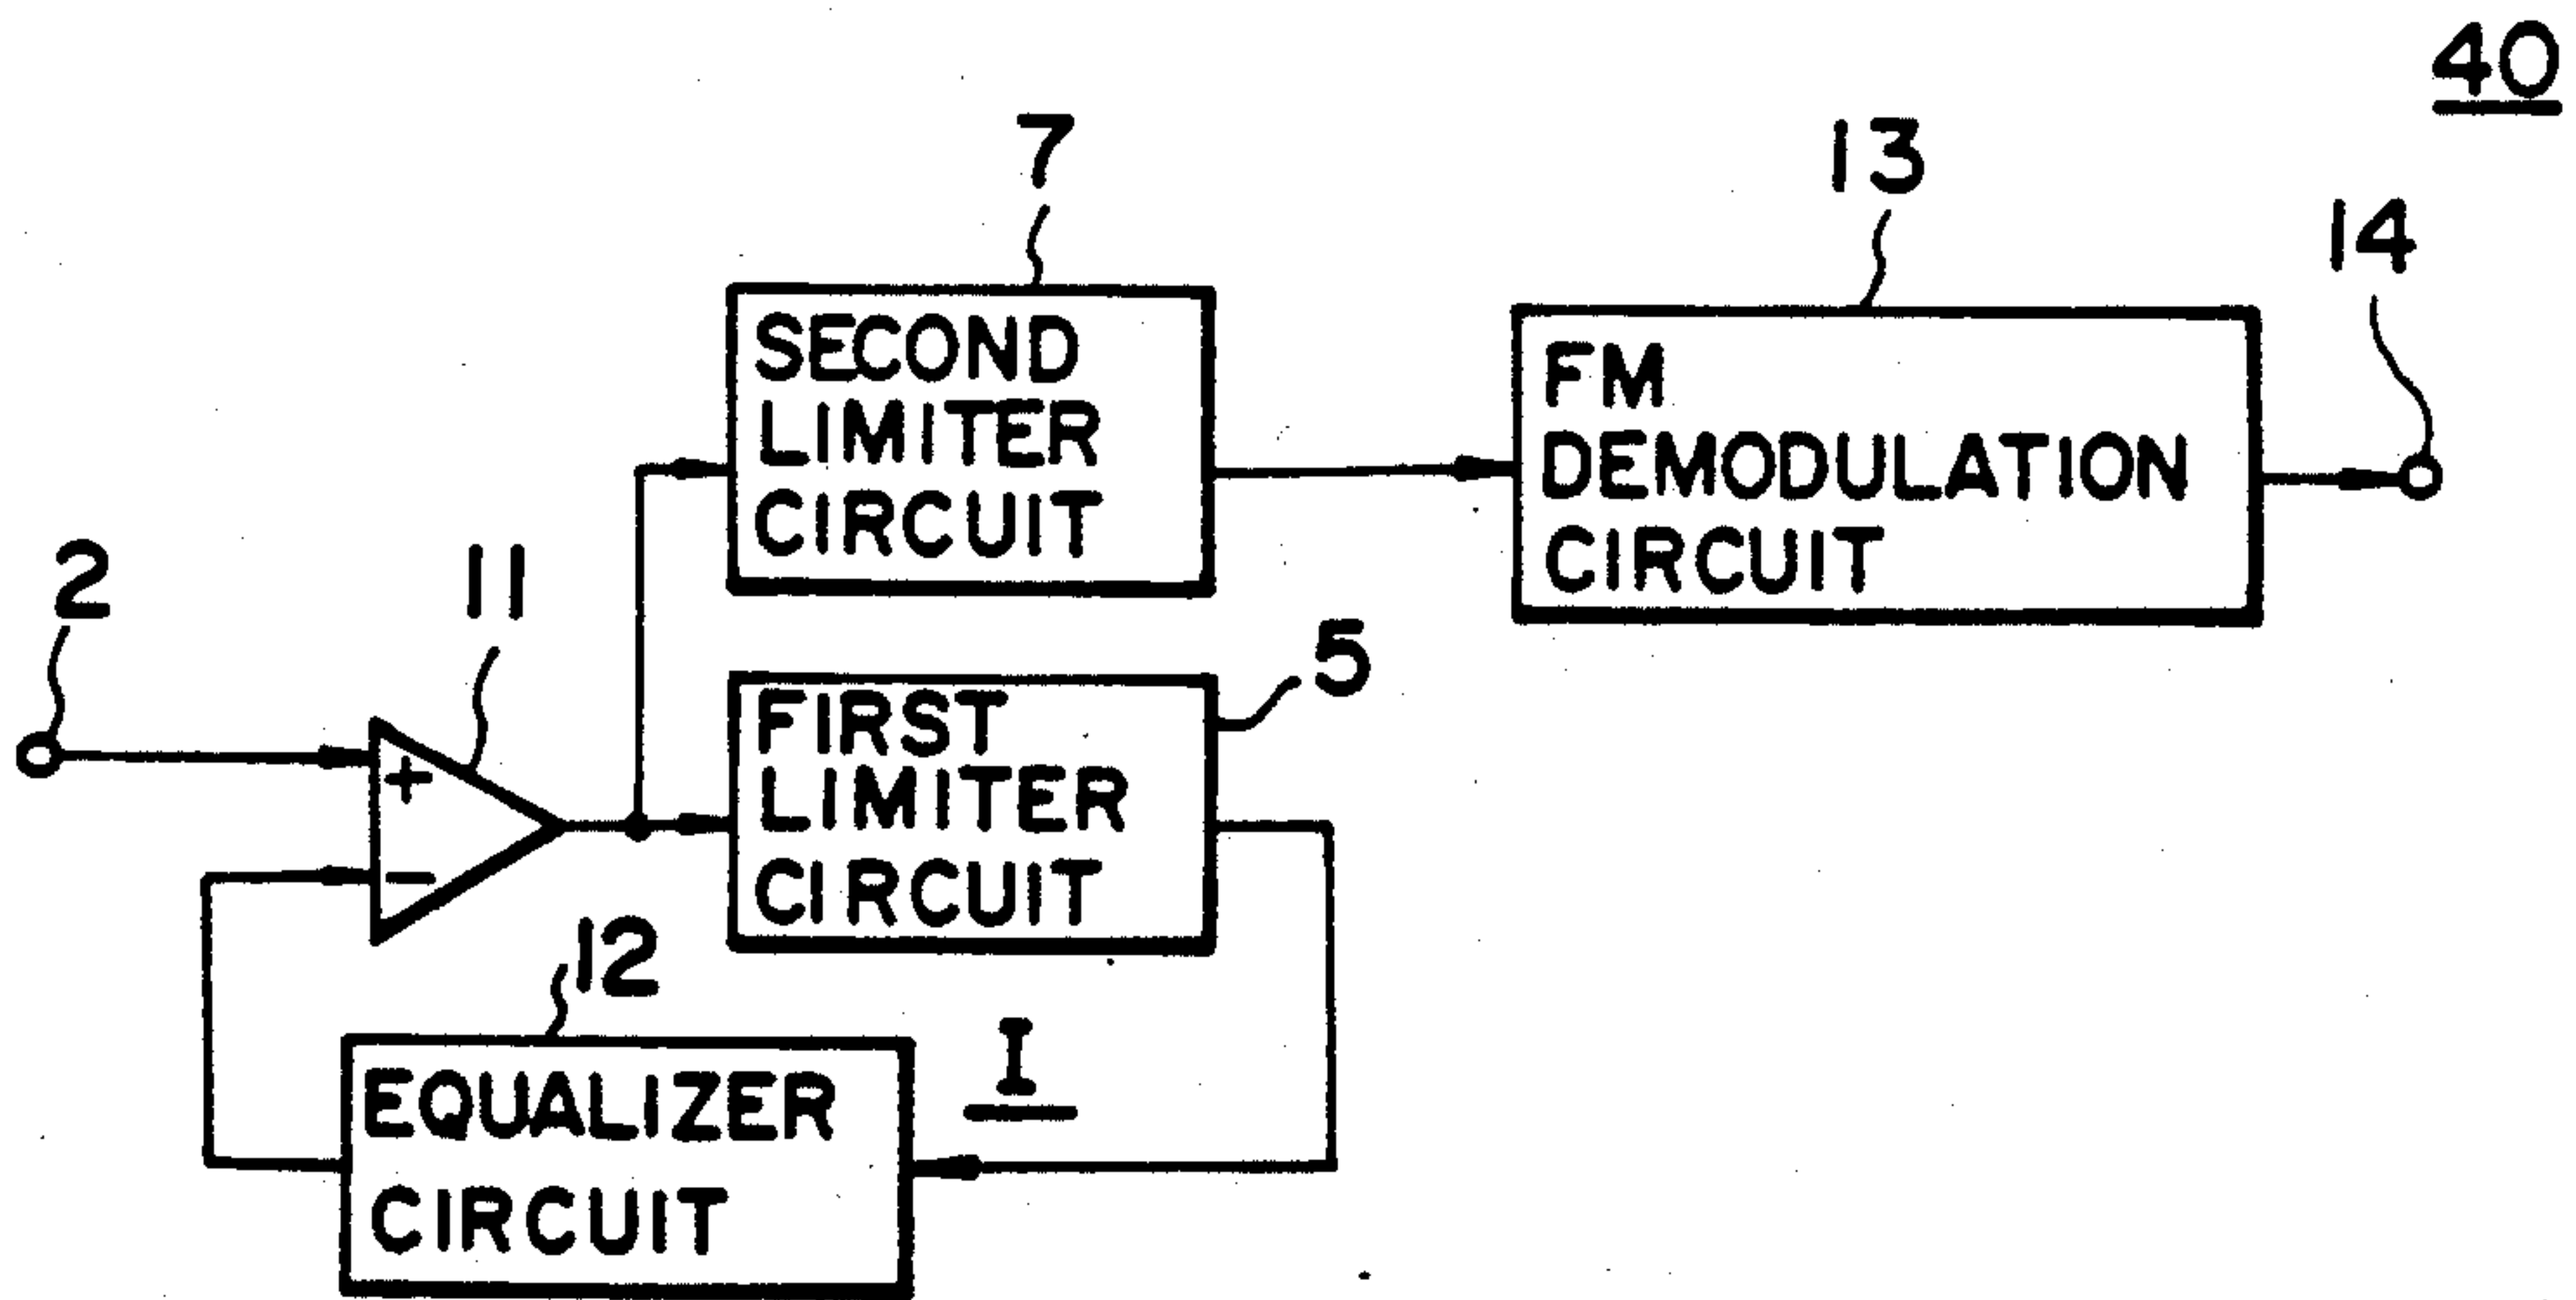 40
7
13
14
SECOND
LIMITER
CIRCUIT
FM
DEMODULATION
CIRCUIT
2
11
5
FIRST
LIMITER
CIRCUIT
+
−
12
I
EQUALIZER
CIRCUIT